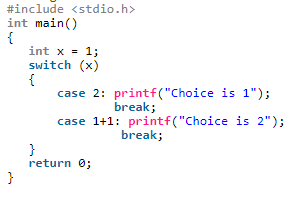 #include <stdio.h>
int main()
{
   int x = 1;
   switch (x)
   {
       case 2: printf("Choice is 1");
               break;
       case 1+1: printf("Choice is 2");
                break;
   }
   return 0;
}